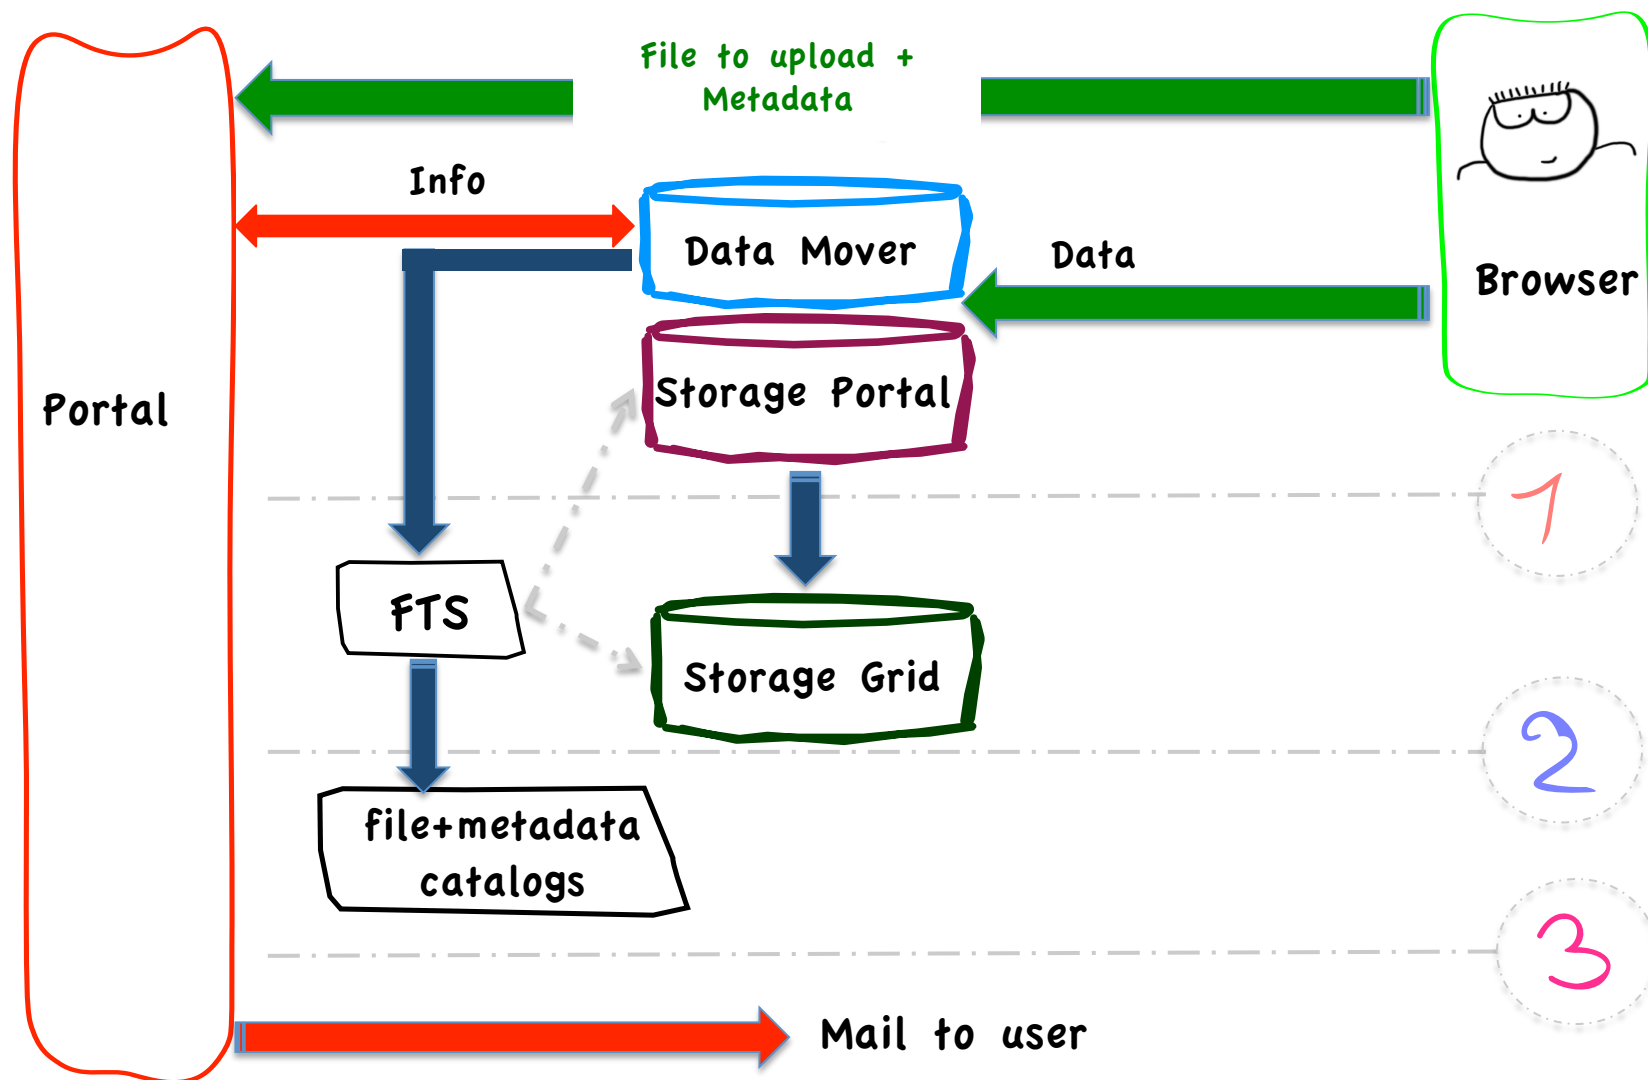 File to upload +
Metadata
Info
Data Mover
Data
Browser
Storage Portal
Portal
1
FTS
Storage Grid
2
file+metadata
catalogs
3
Mail to user